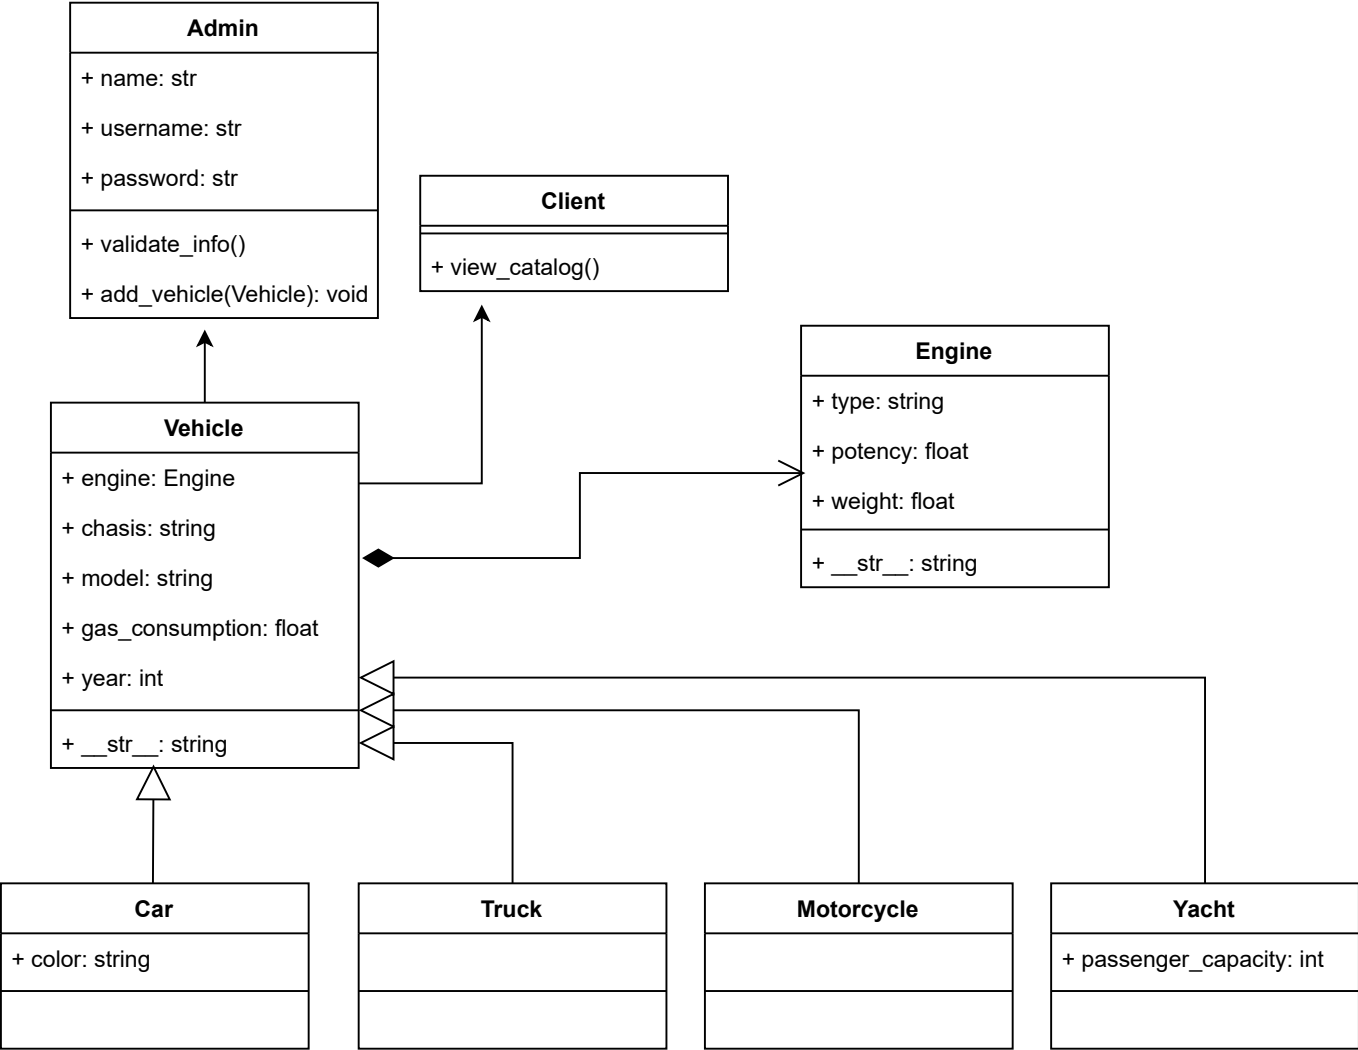 Admin
+ name: str
+ username: str
+ password: str
+ validate_info()
+ add_vehicle(Vehicle): void
Client
+ view_catalog()
Engine
+ type: string
+ potency: float
+ weight: float
+ __str__: string
Vehicle
+ engine: Engine
+ chasis: string
+ model: string
+ gas_consumption: float
+ year: int
+ __str__: string
Car
+ color: string
Truck
Motorcycle
Yacht
+ passenger_capacity: int